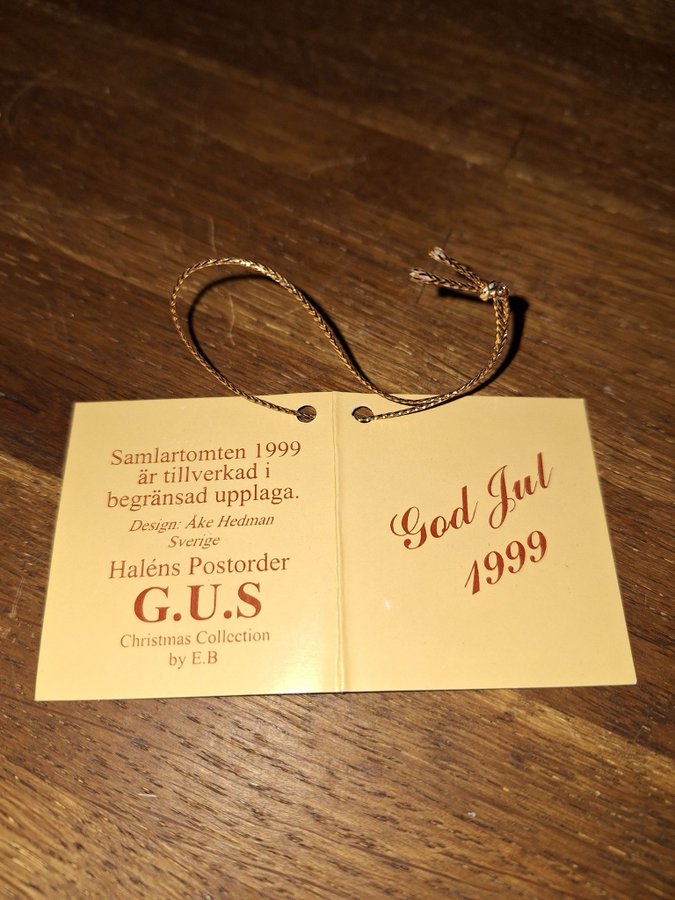 Samlartomten 1999
är tillverkad i
begränsad upplaga.
Design: Åke Hedman
Sverige
Haléns Postorder
G.U.S
Christmas Collection
by E.B
God Jul
1999